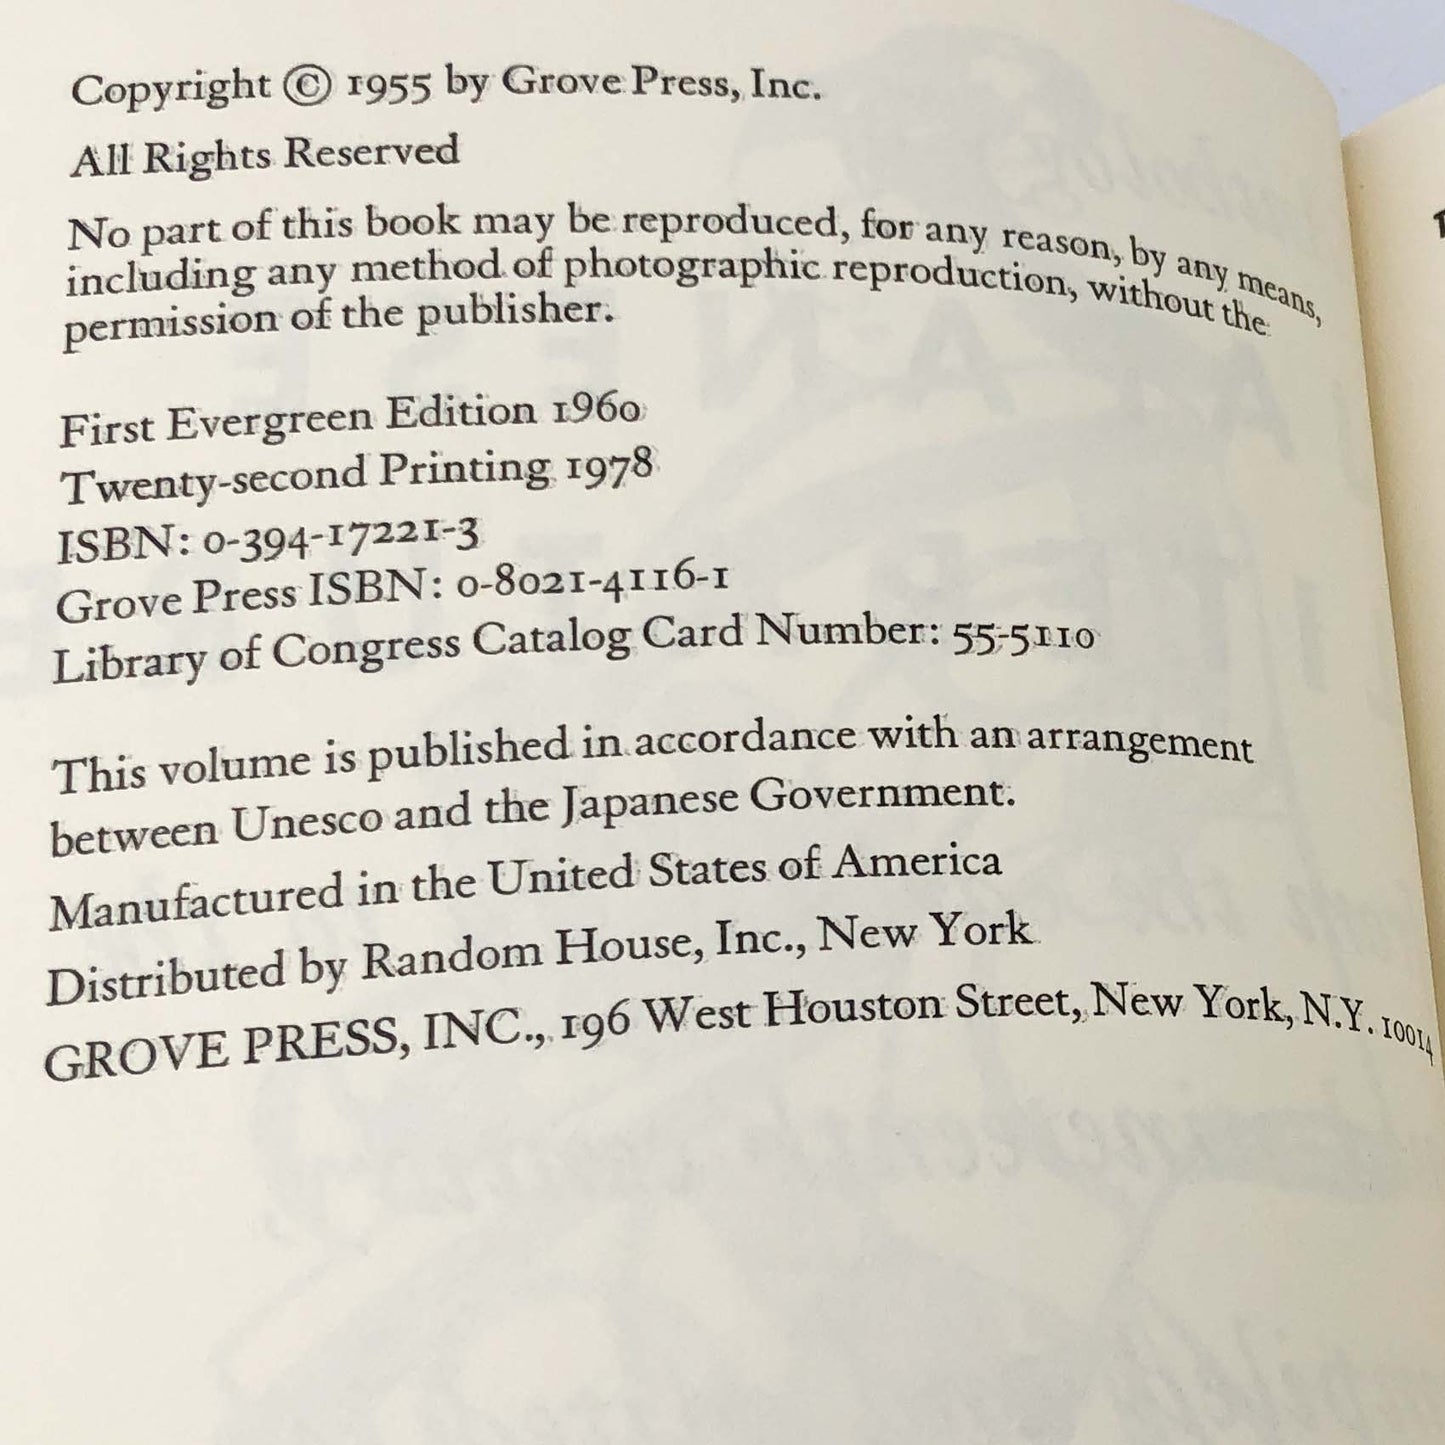 Copyright © 1955 by Grove Press, Inc.
All Rights Reserved
No part of this book may be reproduced, for any reason, by any means,
including any method of photographic reproduction, without the
permission of the publisher.
First Evergreen Edition 1960
Twenty-second Printing 1978
ISBN: 0-394-17221-3
Grove Press ISBN: 0-8021-4116-1
Library of Congress Catalog Card Number: 55-5110
This volume is published in accordance with an arrangement
between Unesco and the Japanese Government.
Manufactured in the United States of America
Distributed by Random House, Inc., New York
GROVE PRESS, INC., 196 West Houston Street, New York, N.Y. 10014